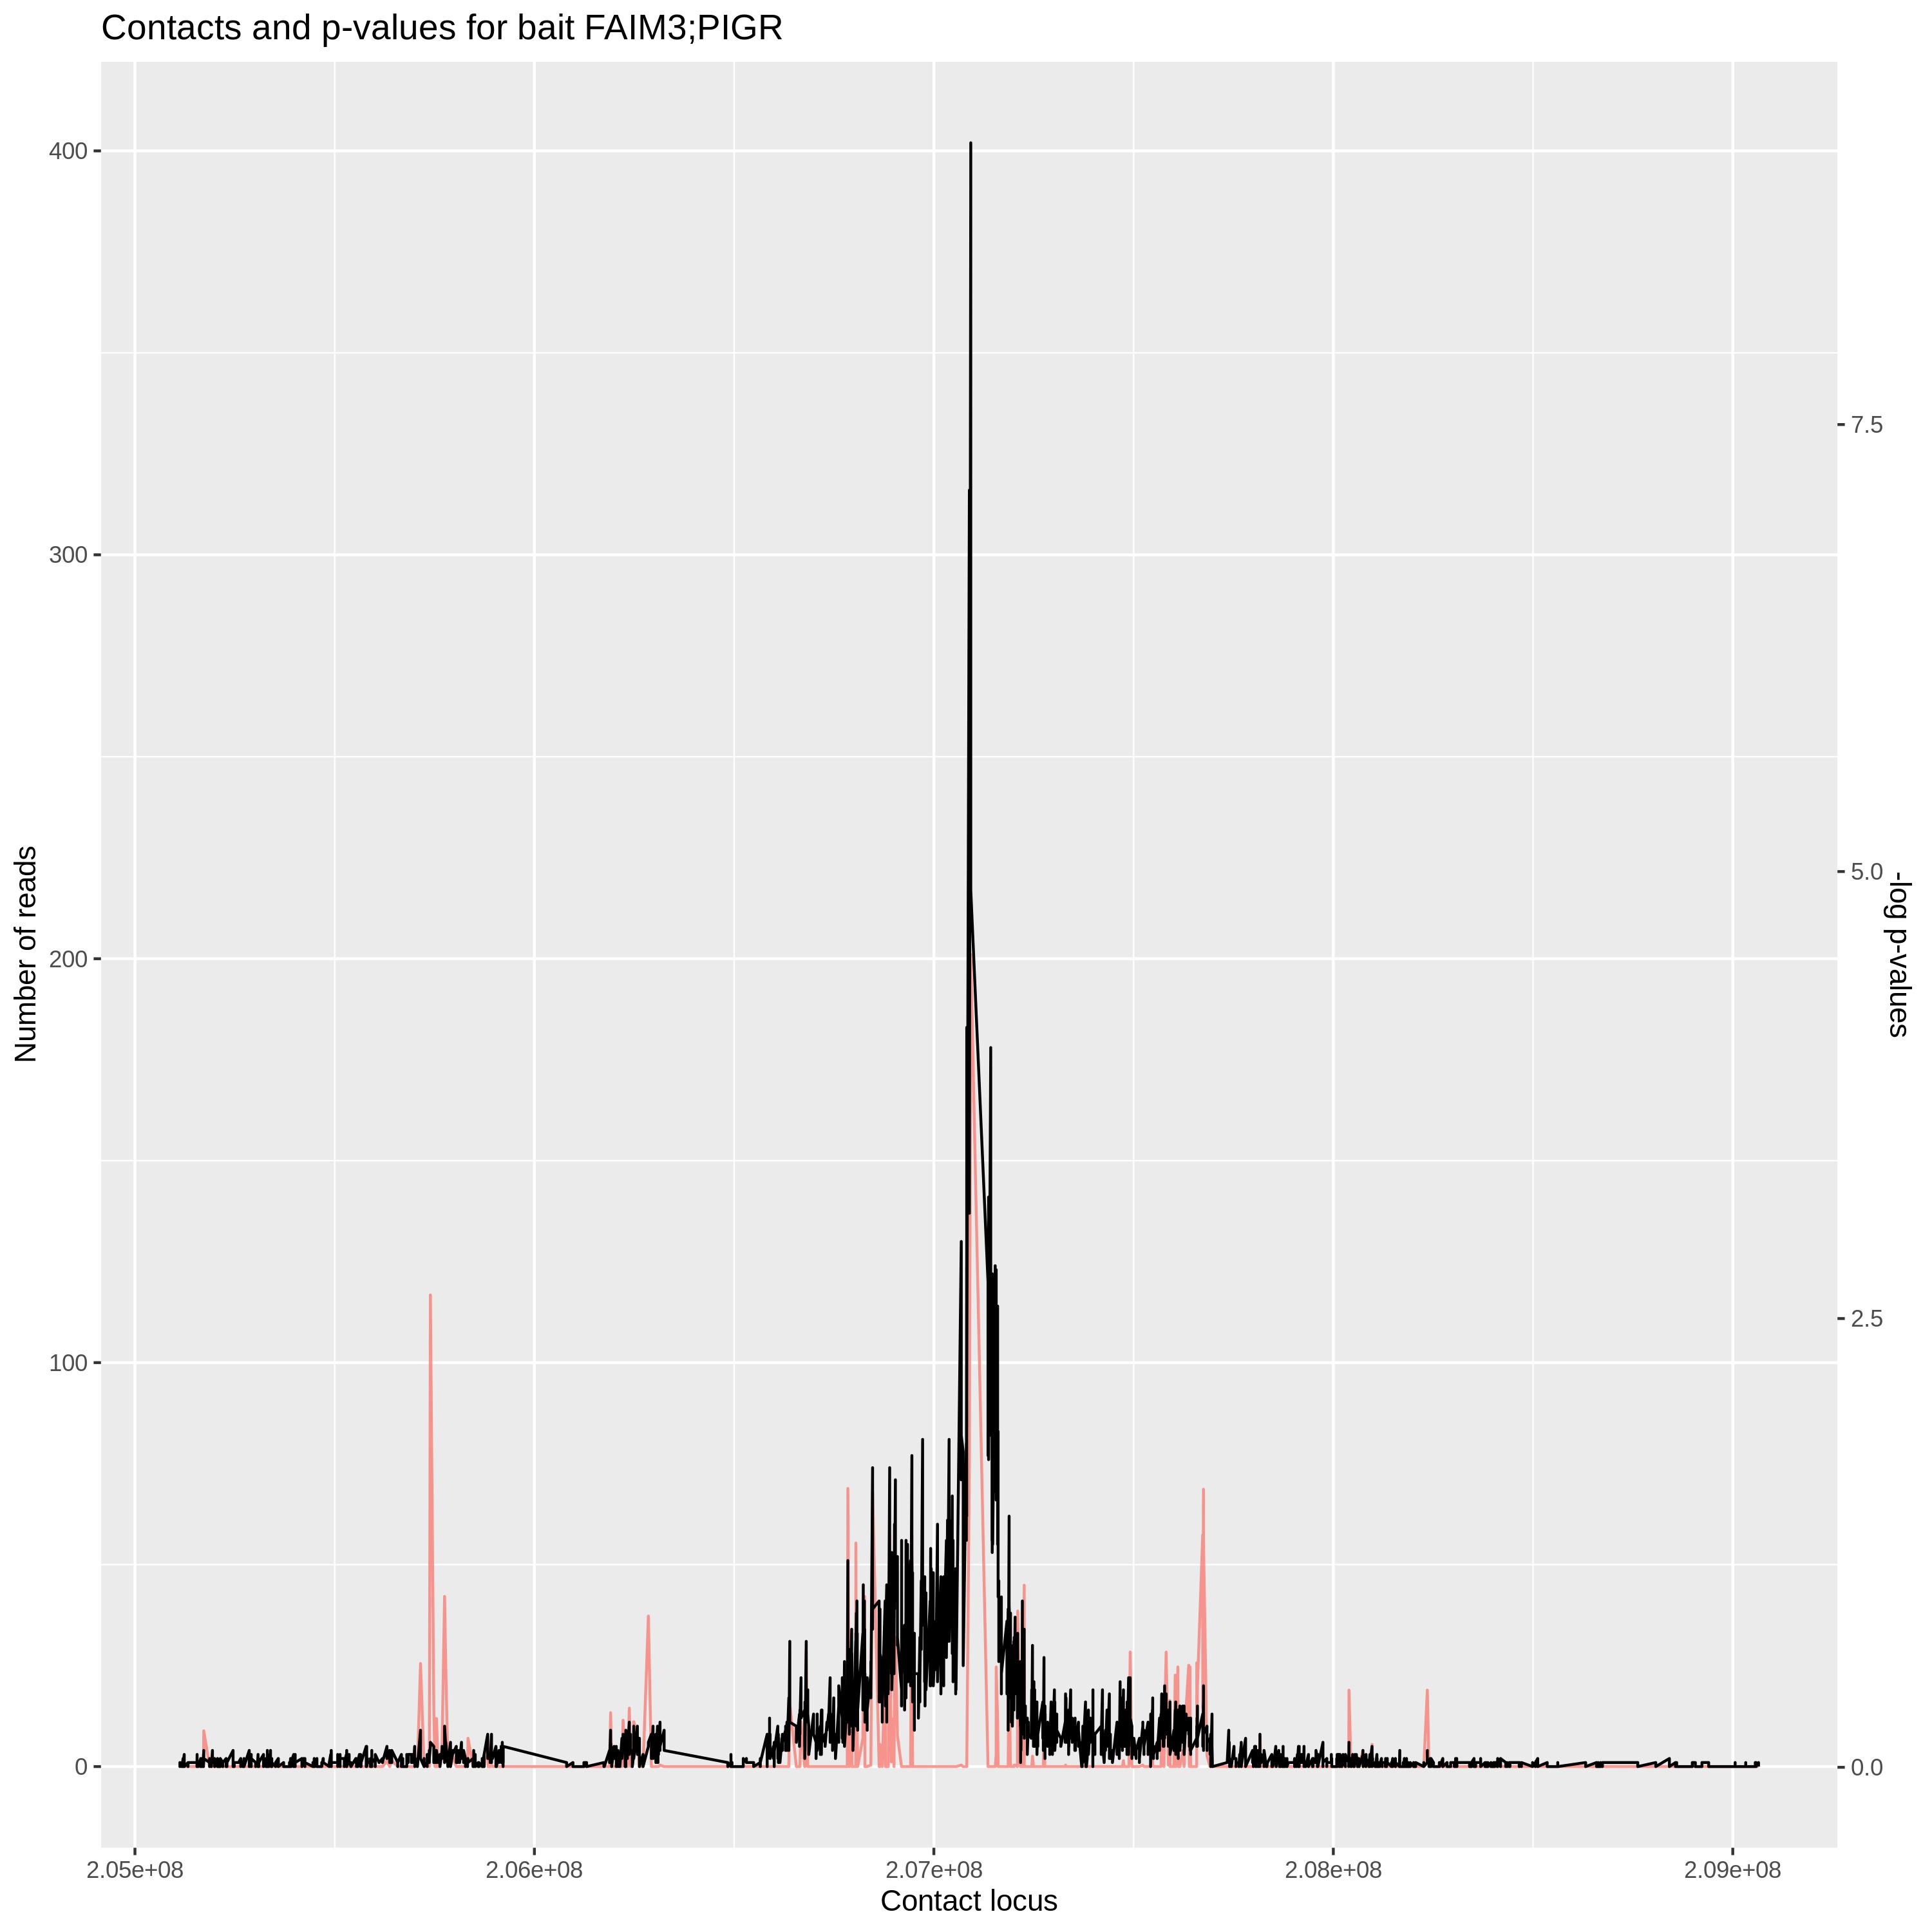 Contacts and p-values for bait FAIM3;PIGR
400
300
200
100
0
Number of reads
7.5
5.0
2.5
0.0
-log p-values
2.05e+08 2.06e+08 2.07e+08 2.08e+08 2.09e+08
Contact locus